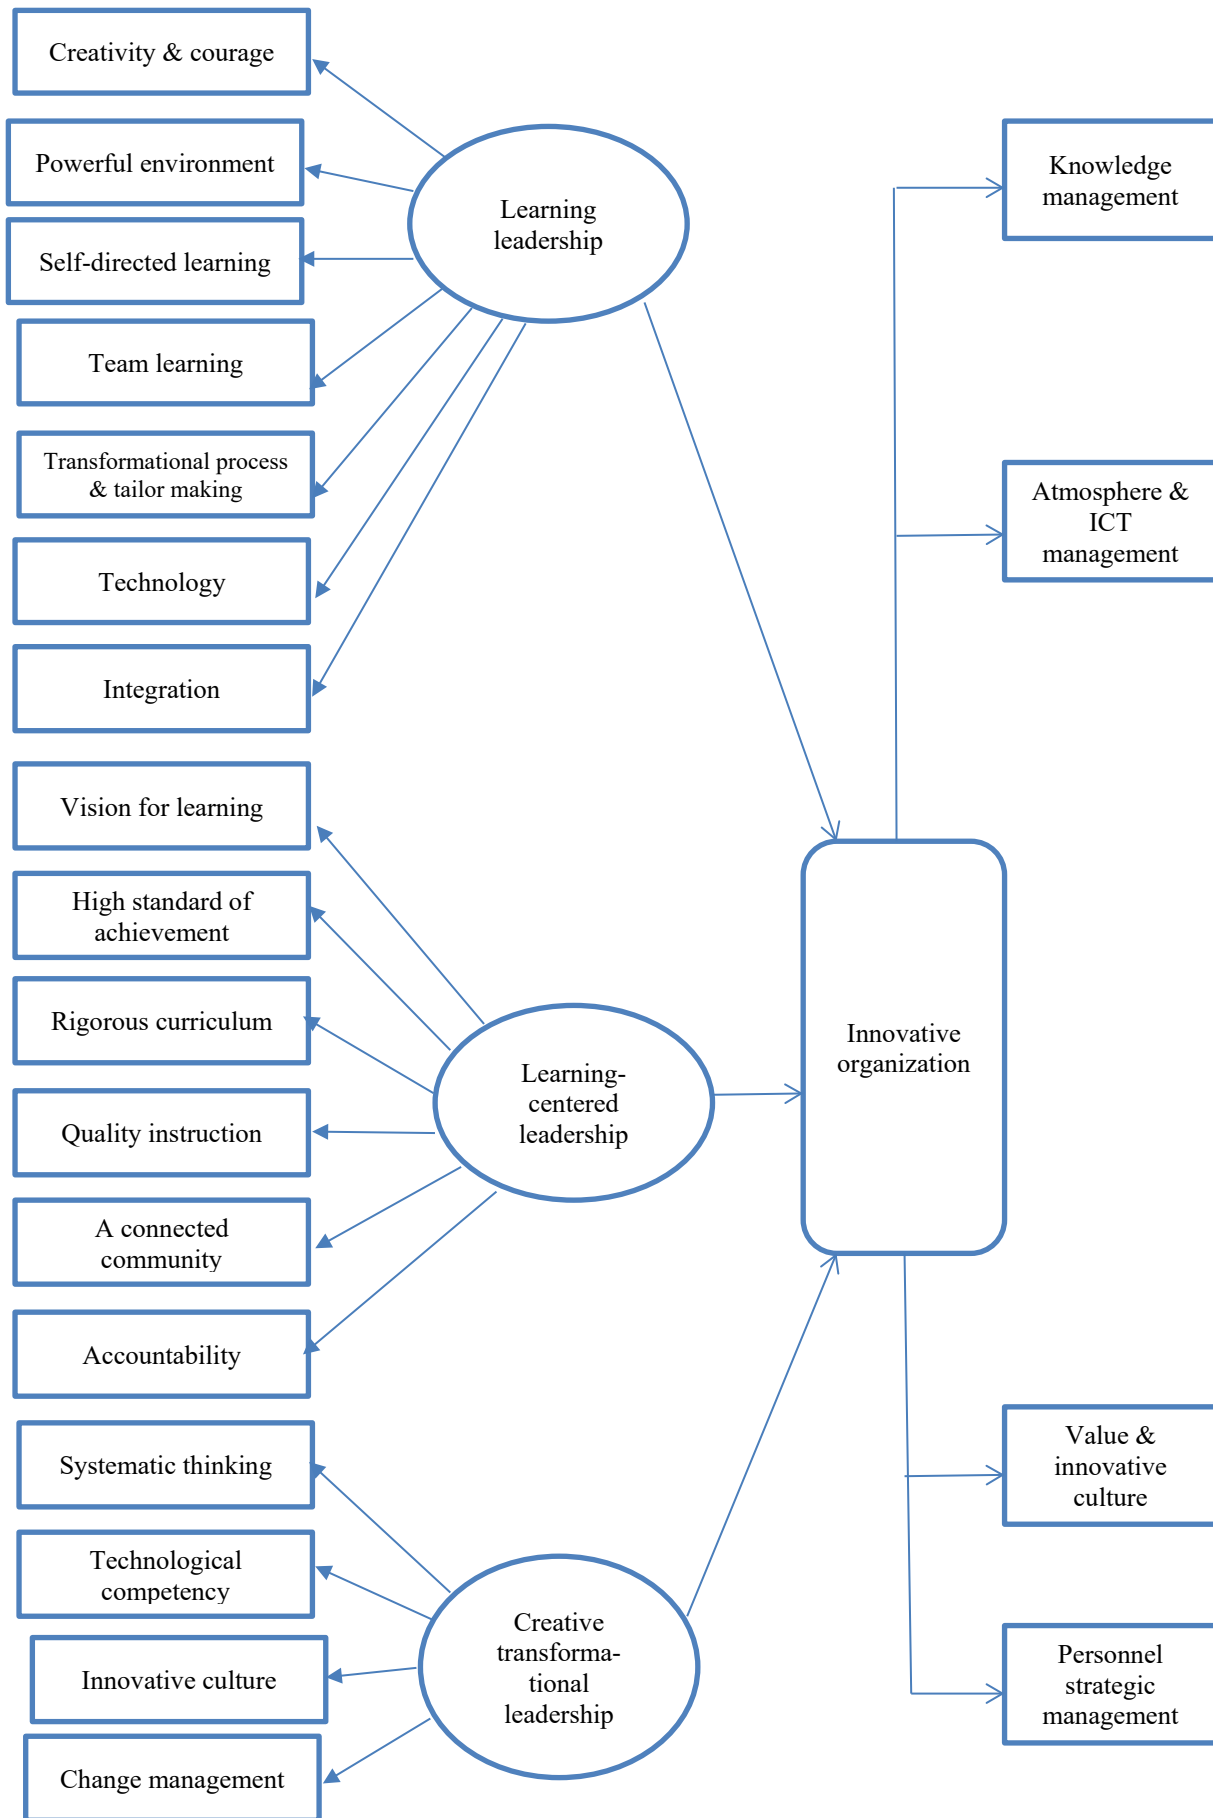 Creativity & courage
Powerful environment
Self-directed learning
Team learning
Transformational process
& tailor making
Technology
Integration
Learning
leadership
Vision for learning
High standard of
achievement
Rigorous curriculum
Quality instruction
A connected
community
Accountability
Learning-
centered
leadership
Systematic thinking
Technological
competency
Innovative culture
Change management
Creative
transforma-
tional
leadership
Innovative
organization
Knowledge
management
Atmosphere &
ICT
management
Value &
innovative
culture
Personnel
strategic
management